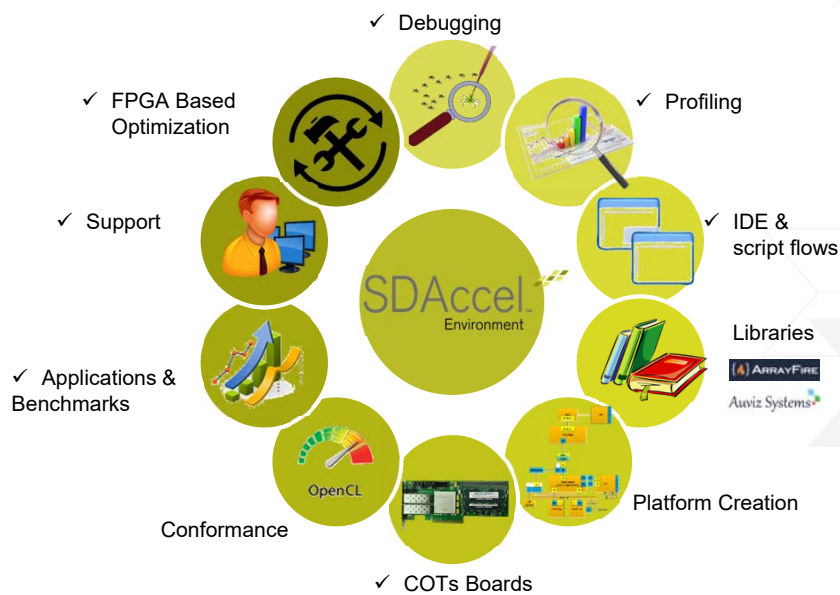 ✓ Debugging
✓ FPGA Based
Optimization
✓ Profiling
✓ Support
✓ IDE &
script flows
SDAccel™
Environment
Libraries
ARRAYFIRE
Auviz Systems
✓ Applications &
Benchmarks
OpenCL
Platform Creation
Conformance
✓ COTs Boards